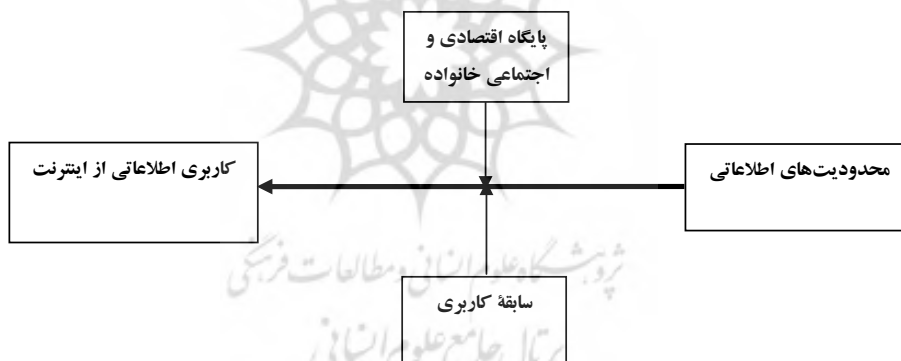 پایگاه اقتصادی و
اجتماعی خانواده
محدودیت‌های اطلاعاتی
کاربری اطلاعاتی از اینترنت
پژوهشگاه علوم انسانی و مطالعات فرهنگی
سابقۀ کاربری
پرتال جامع علوم انسانی